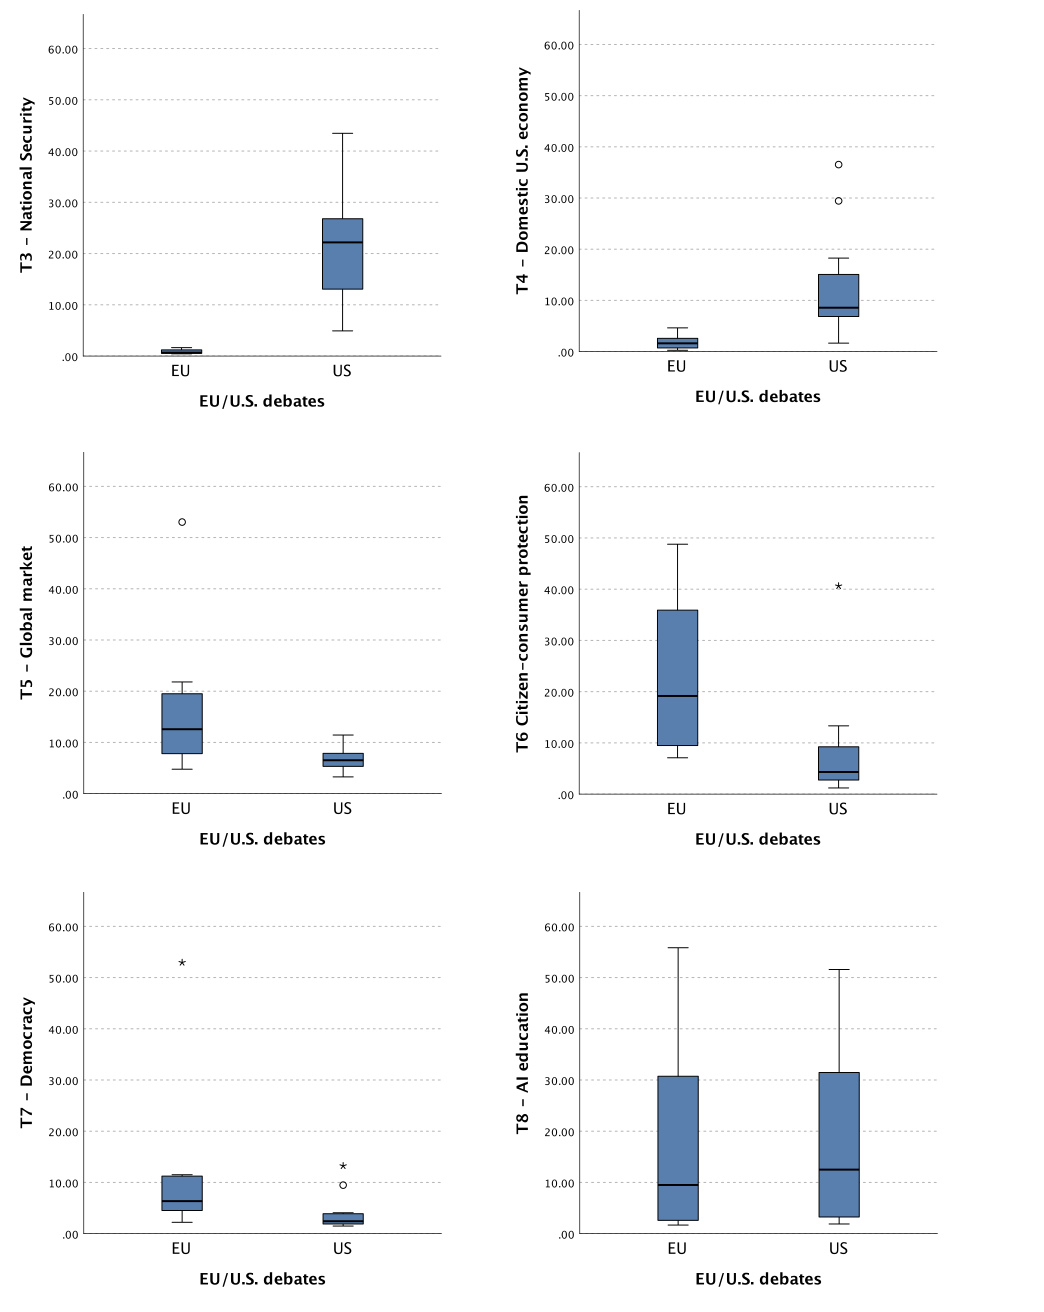 T3 – National Security
60.00
50.00
40.00
30.00
20.00
10.00
.00
EU US
EU/U.S. debates
T4 – Domestic U.S. economy
60.00
50.00
40.00
30.00
20.00
10.00
.00
EU US
EU/U.S. debates
T5 – Global market
60.00
50.00
40.00
30.00
20.00
10.00
.00
EU US
EU/U.S. debates
T6 Citizen-consumer protection
60.00
50.00
40.00
30.00
20.00
10.00
.00
EU US
EU/U.S. debates
T7 – Democracy
60.00
50.00
40.00
30.00
20.00
10.00
.00
EU US
EU/U.S. debates
T8 – AI education
60.00
50.00
40.00
30.00
20.00
10.00
.00
EU US
EU/U.S. debates